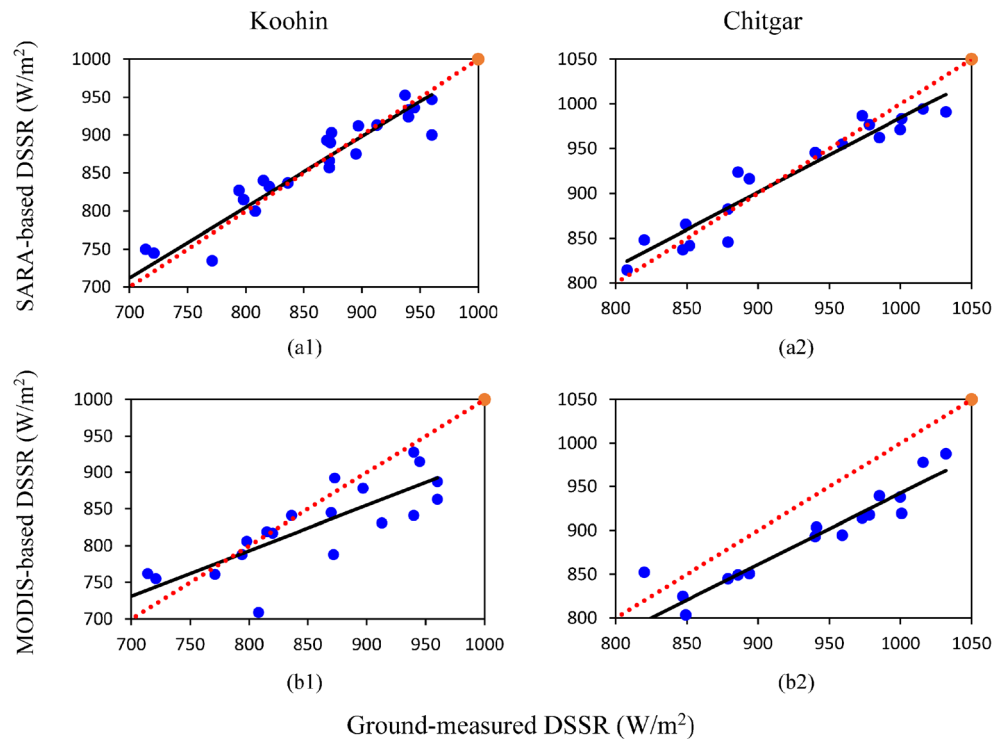 Koohin
Chitgar
SARA-based DSSR (W/m²)
1000
950
900
850
800
750
700
700 750 800 850 900 950 1000
(a1)
1050
1000
950
900
850
800
800 850 900 950 1000 1050
(a2)
MODIS-based DSSR (W/m²)
1000
950
900
850
800
750
700
700 750 800 850 900 950 1000
(b1)
1050
1000
950
900
850
800
800 850 900 950 1000 1050
(b2)
Ground-measured DSSR (W/m²)